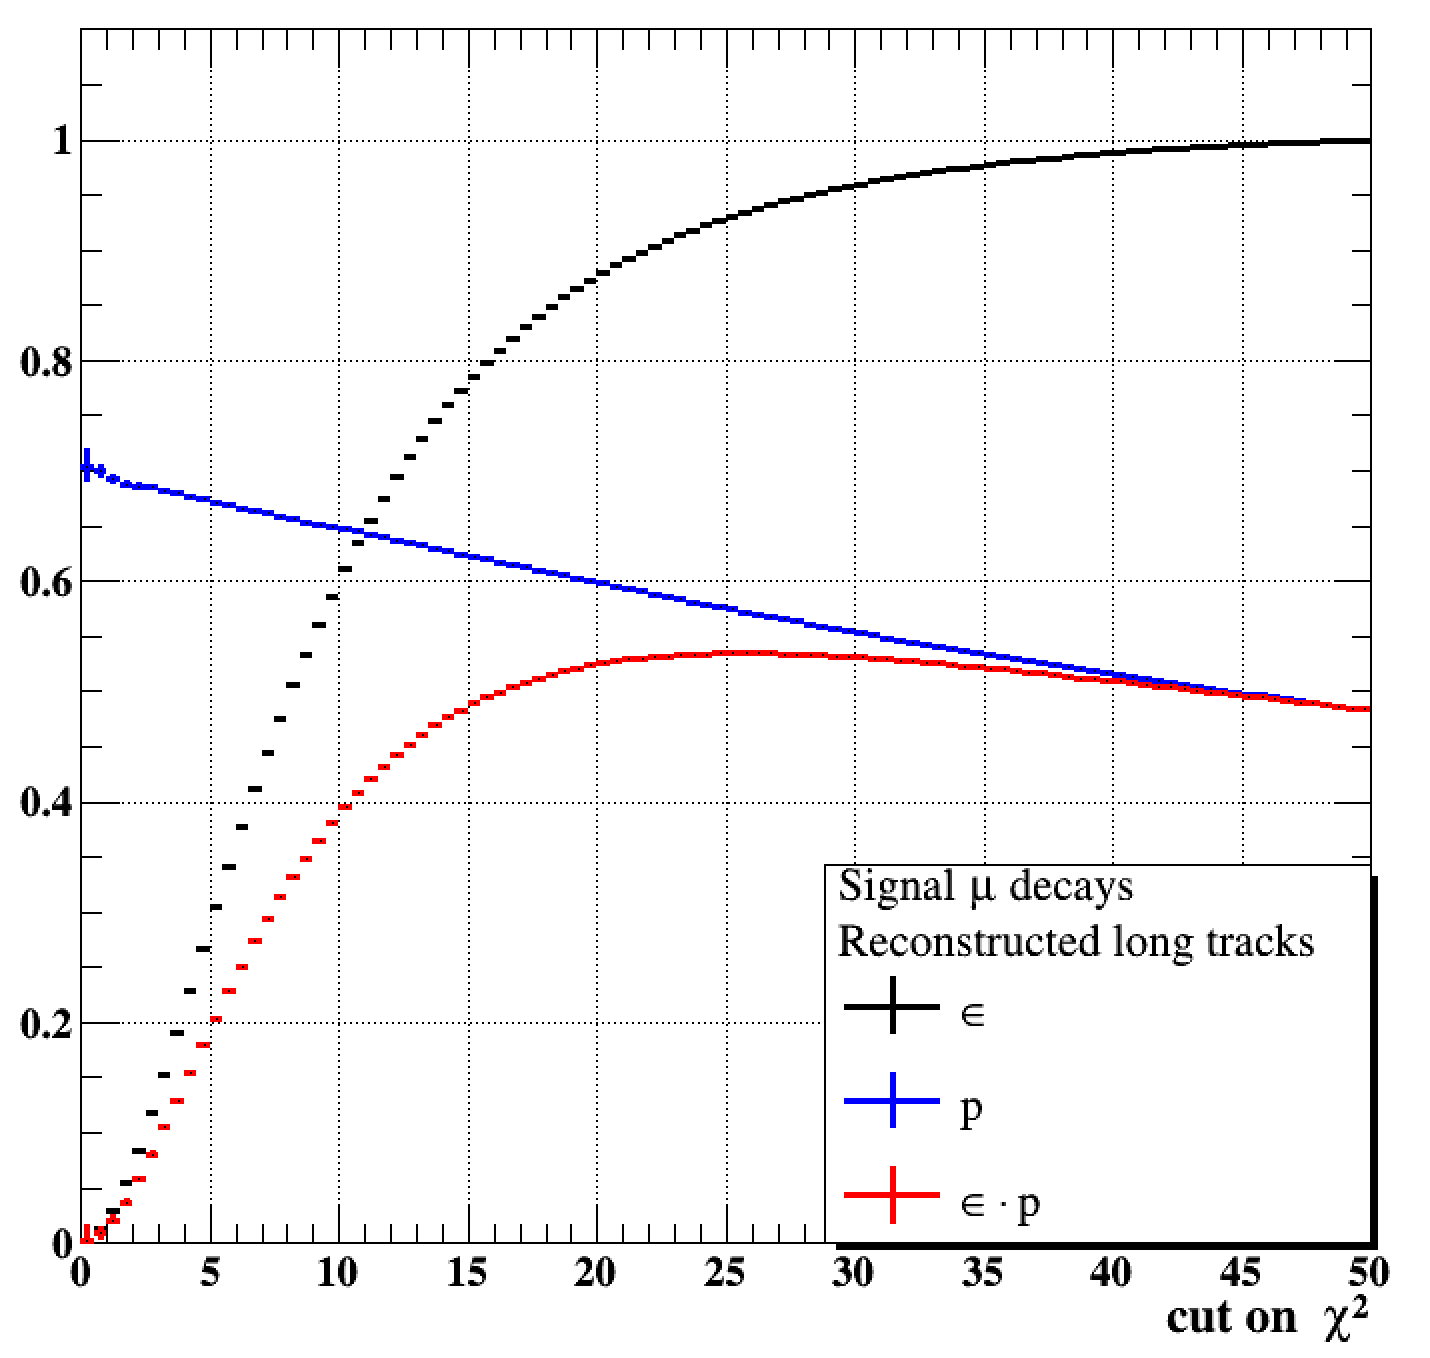 1
0.8
0.6
0.4
0.2
0
0 5 10 15 20 25 30 35 40 45 50
cut on χ²
Signal μ decays
Reconstructed long tracks
∈
p
∈ · p